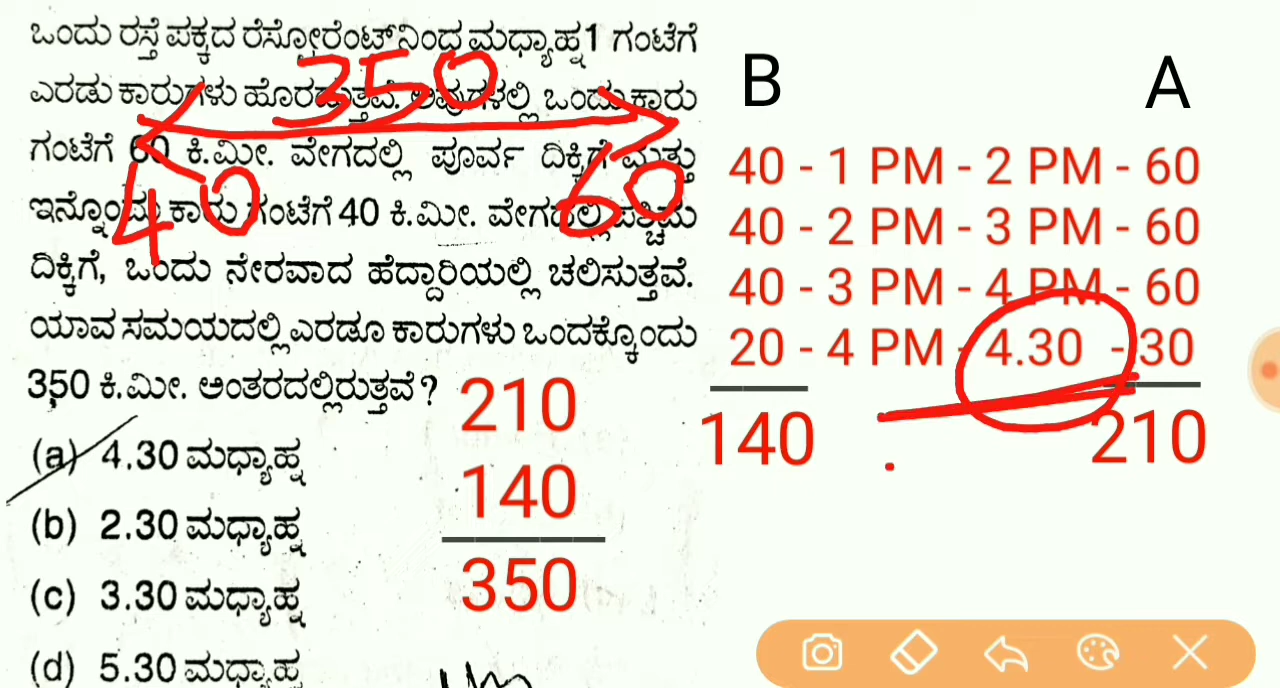 ಒಂದು ರಸ್ತೆ ಪಕ್ಕದ ರೆಸ್ಟೋರೆಂಟ್‌ನಿಂದ ಮಧ್ಯಾಹ್ನ 1 ಗಂಟೆಗೆ
ಎರಡು ಕಾರುಗಳು ಹೊರಡುತ್ತವೆ. ಅವುಗಳಲ್ಲಿ ಒಂದು ಕಾರು
ಗಂಟೆಗೆ 60 ಕಿ.ಮೀ. ವೇಗದಲ್ಲಿ ಪೂರ್ವ ದಿಕ್ಕಿಗೆ ಮತ್ತು
ಇನ್ನೊಂದು ಕಾರು ಗಂಟೆಗೆ 40 ಕಿ.ಮೀ. ವೇಗದಲ್ಲಿ ಪಶ್ಚಿಮ
ದಿಕ್ಕಿಗೆ, ಒಂದು ನೇರವಾದ ಹೆದ್ದಾರಿಯಲ್ಲಿ ಚಲಿಸುತ್ತವೆ.
ಯಾವ ಸಮಯದಲ್ಲಿ ಎರಡೂ ಕಾರುಗಳು ಒಂದಕ್ಕೊಂದು
350 ಕಿ.ಮೀ. ಅಂತರದಲ್ಲಿರುತ್ತವೆ?
(a) 4.30 ಮಧ್ಯಾಹ್ನ
(b) 2.30 ಮಧ್ಯಾಹ್ನ
(c) 3.30 ಮಧ್ಯಾಹ್ನ
(d) 5.30 ಮಧ್ಯಾಹ್ನ
350
40
60
210
140
350
B A
40 - 1 PM - 2 PM - 60
40 - 2 PM - 3 PM - 60
40 - 3 PM - 4 PM - 60
20 - 4 PM - 4.30 - 30
140 210